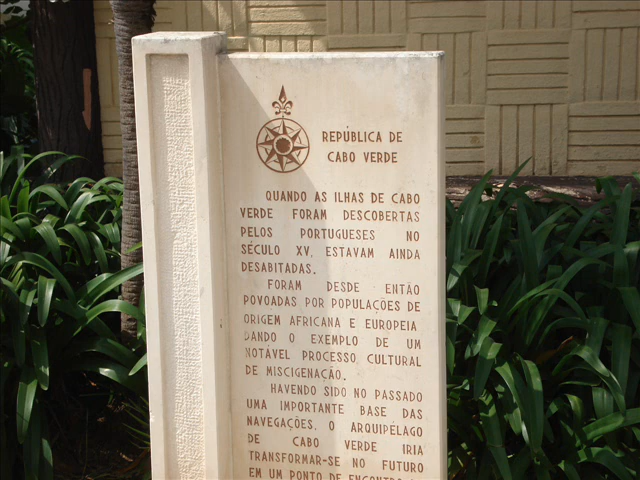 REPÚBLICA DE
CABO VERDE
QUANDO AS ILHAS DE CABO
VERDE FORAM DESCOBERTAS
PELOS PORTUGUESES NO
SÉCULO XV, ESTAVAM AINDA
DESABITADAS.
FORAM DESDE ENTÃO
POVOADAS POR POPULAÇÕES DE
ORIGEM AFRICANA E EUROPEIA
DANDO O EXEMPLO DE UM
NOTÁVEL PROCESSO CULTURAL
DE MISCIGENAÇÃO.
HAVENDO SIDO NO PASSADO
UMA IMPORTANTE BASE DAS
NAVEGAÇÕES, O ARQUIPÉLAGO
DE CABO VERDE IRIA
TRANSFORMAR-SE NO FUTURO
EM UM PONTO DE ENCONTRO